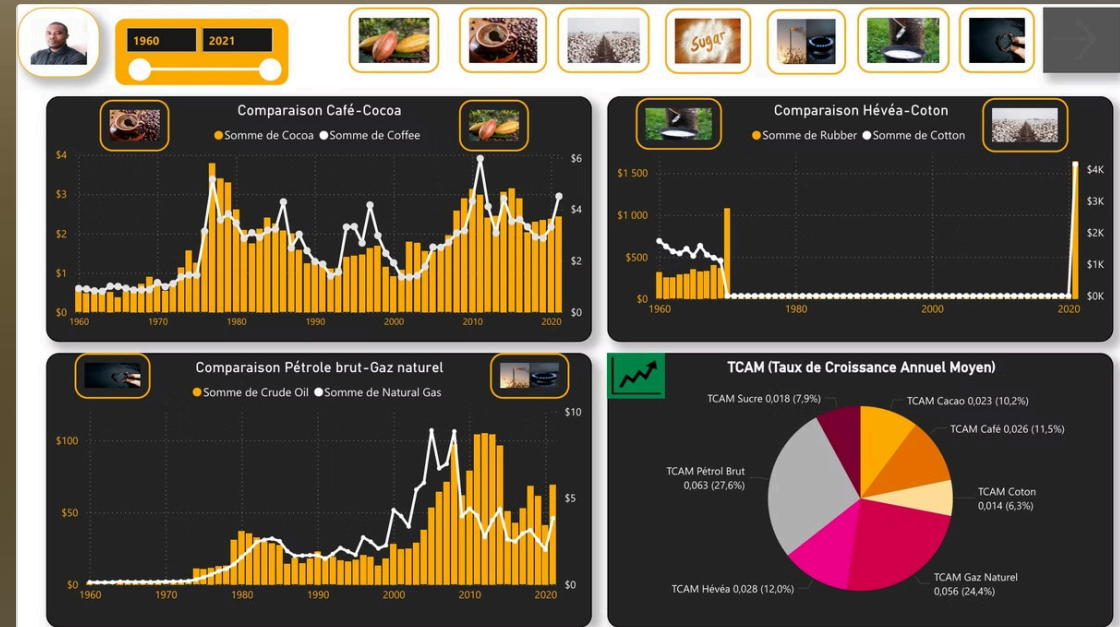 1960
2021
Sugar
Comparaison Café-Cocoa
Somme de Cocoa
Somme de Coffee
$4
$3
$2
$1
$0
$6
$4
$2
$0
1960
1970
1980
1990
2000
2010
2020
Comparaison Hévéa-Coton
Somme de Rubber
Somme de Cotton
$1 500
$1 000
$500
$0
$4K
$3K
$2K
$1K
$0K
1960
1980
2000
2020
Comparaison Pétrole brut-Gaz naturel
Somme de Crude Oil
Somme de Natural Gas
$100
$50
$0
$10
$5
$0
1960
1970
1980
1990
2000
2010
2020
TCAM (Taux de Croissance Annuel Moyen)
TCAM Sucre 0,018 (7,9%)
TCAM Cacao 0,023 (10,2%)
TCAM Café 0,026 (11,5%)
TCAM Pétrol Brut
0,063 (27,6%)
TCAM Coton
0,014 (6,3%)
TCAM Hévéa 0,028 (12,0%)
TCAM Gaz Naturel
0,056 (24,4%)